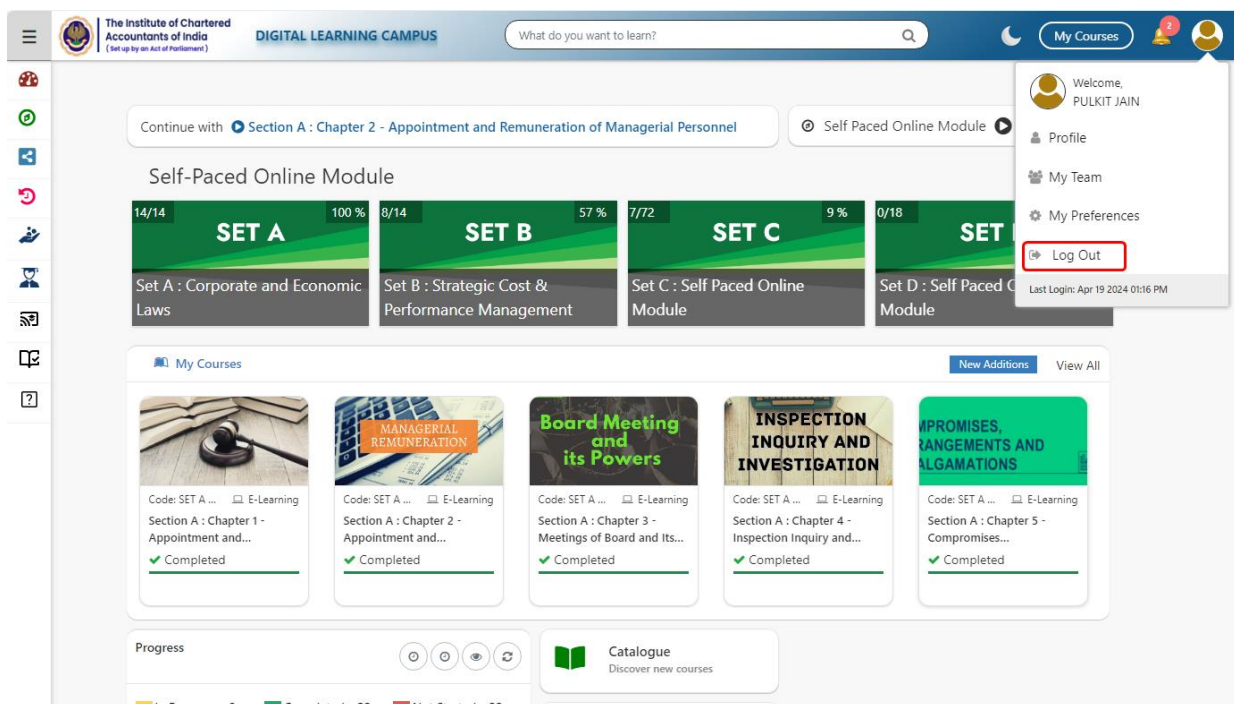 The Institute of Chartered
Accountants of India
(Set up by an Act of Parliament)
DIGITAL LEARNING CAMPUS
What do you want to learn?
My Courses
2
Welcome,
PULKIT JAIN
Profile
My Team
My Preferences
Log Out
Last Login: Apr 19 2024 01:16 PM
Continue with Section A : Chapter 2 - Appointment and Remuneration of Managerial Personnel
Self Paced Online Module
Self-Paced Online Module
14/14 100 %
SET A
Set A : Corporate and Economic
Laws
8/14 57 %
SET B
Set B : Strategic Cost &
Performance Management
7/72 9 %
SET C
Set C : Self Paced Online
Module
0/18
SET
Set D : Self Paced
Module
My Courses
New Additions
View All
MANAGERIAL
REMUNERATION
Board Meeting
and
its Powers
INSPECTION
INQUIRY AND
INVESTIGATION
MPROMISES,
RANGEMENTS AND
ALGAMATIONS
Code: SET A ... E-Learning
Section A : Chapter 1 -
Appointment and...
Completed
Code: SET A ... E-Learning
Section A : Chapter 2 -
Appointment and...
Completed
Code: SET A ... E-Learning
Section A : Chapter 3 -
Meetings of Board and Its...
Completed
Code: SET A ... E-Learning
Section A : Chapter 4 -
Inspection Inquiry and...
Completed
Code: SET A ... E-Learning
Section A : Chapter 5 -
Compromises...
Completed
Progress
Catalogue
Discover new courses